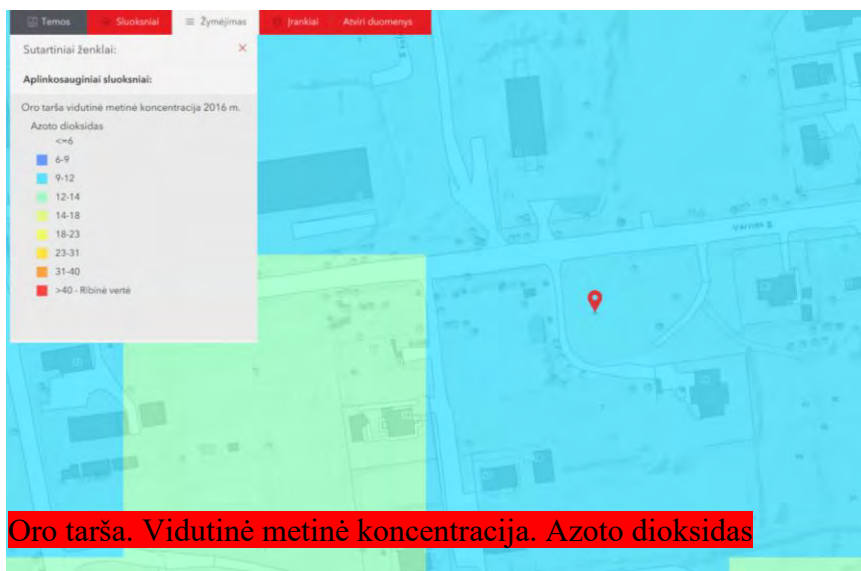 Temos Sluoksniai Žymėjimas Įrankiai Atviri duomenys
Sutartiniai ženklai:
Aplinkosauginiai sluoksniai:
Oro tarša vidutinė metinė koncentracija 2016 m.
Azoto dioksidas
<=6
6-9
9-12
12-14
14-18
18-23
23-31
31-40
>40 - Ribinė vertė
Varnės g.
Oro tarša. Vidutinė metinė koncentracija. Azoto dioksidas